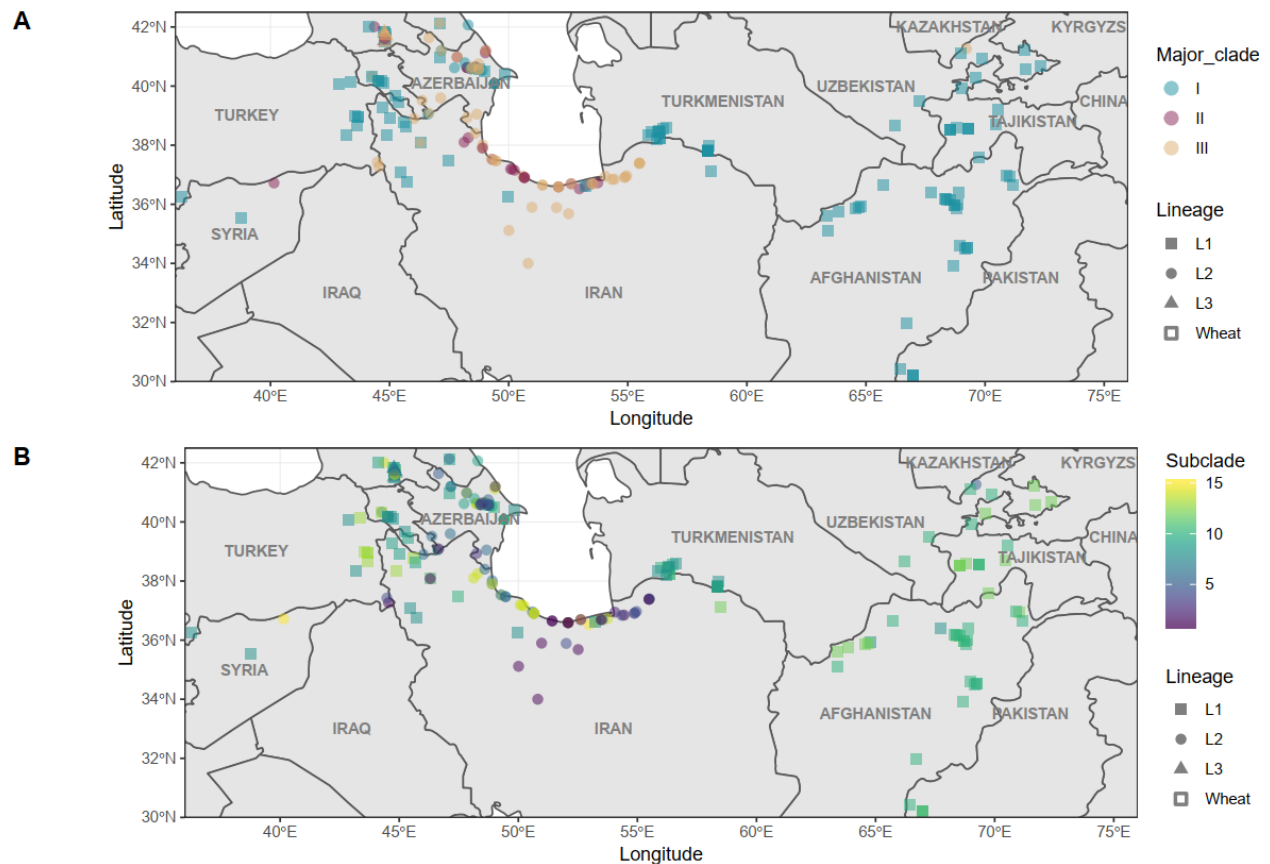 A
42°N
40°N
38°N
36°N
34°N
32°N
30°N
Latitude
KAZAKHSTAN
KYRGYZS
AZERBAIJAN
UZBEKISTAN
TURKEY
TURKMENISTAN
CHINA
TAJIKISTAN
SYRIA
IRAQ
IRAN
AFGHANISTAN
PAKISTAN
40°E
45°E
50°E
55°E
60°E
65°E
70°E
75°E
Longitude
Major_clade
I
II
III
Lineage
L1
L2
L3
Wheat
B
42°N
40°N
38°N
36°N
34°N
32°N
30°N
Latitude
KAZAKHSTAN
KYRGYZS
AZERBAIJAN
UZBEKISTAN
TURKEY
TURKMENISTAN
CHINA
TAJIKISTAN
SYRIA
IRAQ
IRAN
AFGHANISTAN
PAKISTAN
40°E
45°E
50°E
55°E
60°E
65°E
70°E
75°E
Longitude
Subclade
15
10
5
Lineage
L1
L2
L3
Wheat